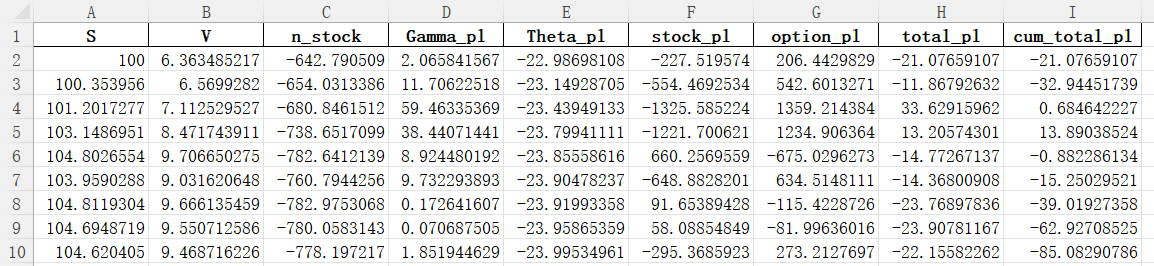 A B C D E F G H I
1 S V n_stock Gamma_pl Theta_pl stock_pl option_pl total_pl cum_total_pl
2 100 6.363485217 -642.790509 2.065841567 -22.98698108 -227.519574 206.4429829 -21.07659107 -21.07659107
3 100.353956 6.5699282 -654.0313386 11.70622518 -23.14928705 -554.4692534 542.6013271 -11.86792632 -32.94451739
4 101.2017277 7.112529527 -680.8461512 59.46335369 -23.43949133 -1325.585224 1359.214384 33.62915962 0.684642227
5 103.1486951 8.471743911 -738.6517099 38.44071441 -23.79941111 -1221.700621 1234.906364 13.20574301 13.89038524
6 104.8026554 9.706650275 -782.6412139 8.924480192 -23.85558616 660.2569559 -675.0296273 -14.77267137 -0.882286134
7 103.9590288 9.031620648 -760.7944256 9.732293893 -23.90478237 -648.8828201 634.5148111 -14.36800908 -15.25029521
8 104.8119304 9.666135459 -782.9753068 0.172641607 -23.91993358 91.65389428 -115.4228726 -23.76897836 -39.01927358
9 104.6948719 9.550712586 -780.0583143 0.070687505 -23.95865359 58.08854849 -81.99636016 -23.90781167 -62.92708525
10 104.620405 9.468716226 -778.197217 1.851944629 -23.99534961 -295.3685923 273.2127697 -22.15582262 -85.08290786